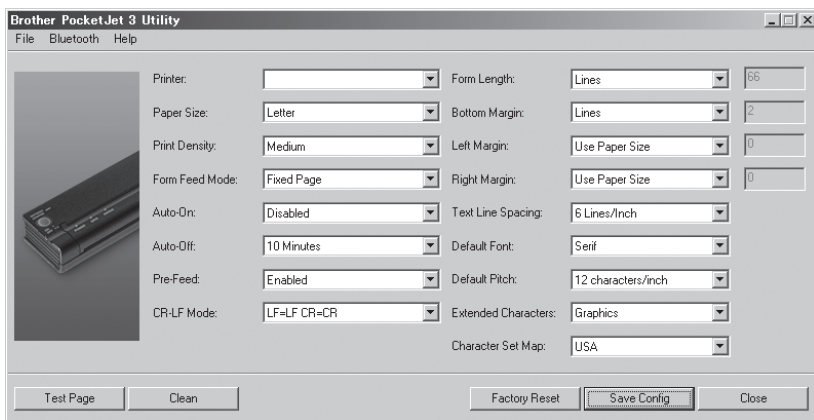 Brother PocketJet 3 Utility
File Bluetooth Help
Printer:
Paper Size: Letter
Print Density: Medium
Form Feed Mode: Fixed Page
Auto-On: Disabled
Auto-Off: 10 Minutes
Pre-Feed: Enabled
CR-LF Mode: LF=LF CR=CR
Form Length: Lines 66
Bottom Margin: Lines 2
Left Margin: Use Paper Size 0
Right Margin: Use Paper Size 0
Text Line Spacing: 6 Lines/Inch
Default Font: Serif
Default Pitch: 12 characters/inch
Extended Characters: Graphics
Character Set Map: USA
Test Page Clean Factory Reset Save Config Close